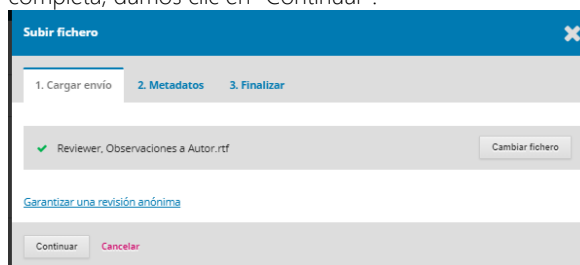 completa, damos clic en "Continuar".
Subir fichero
1. Cargar envío 2. Metadatos 3. Finalizar
Reviewer, Observaciones a Autor.rtf Cambiar fichero
Garantizar una revisión anónima
Continuar Cancelar